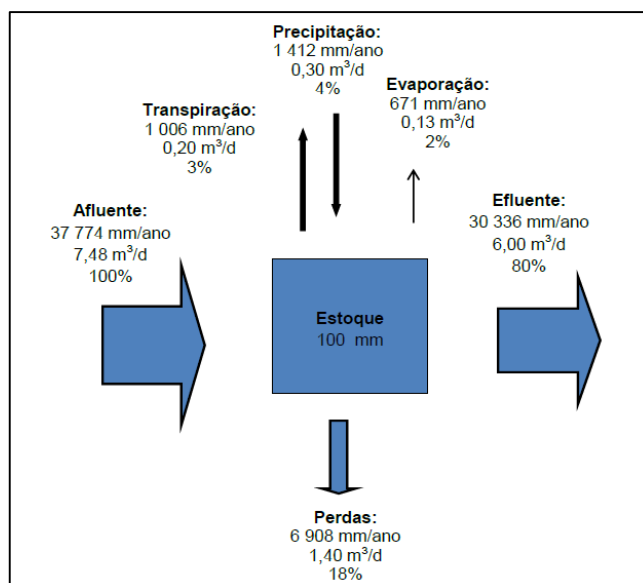 Precipitação:
1 412 mm/ano
0,30 m³/d
4%
Evaporação:
671 mm/ano
0,13 m³/d
2%
Transpiração:
1 006 mm/ano
0,20 m³/d
3%
Afluente:
37 774 mm/ano
7,48 m³/d
100%
Efluente:
30 336 mm/ano
6,00 m³/d
80%
Estoque
100 mm
Perdas:
6 908 mm/ano
1,40 m³/d
18%